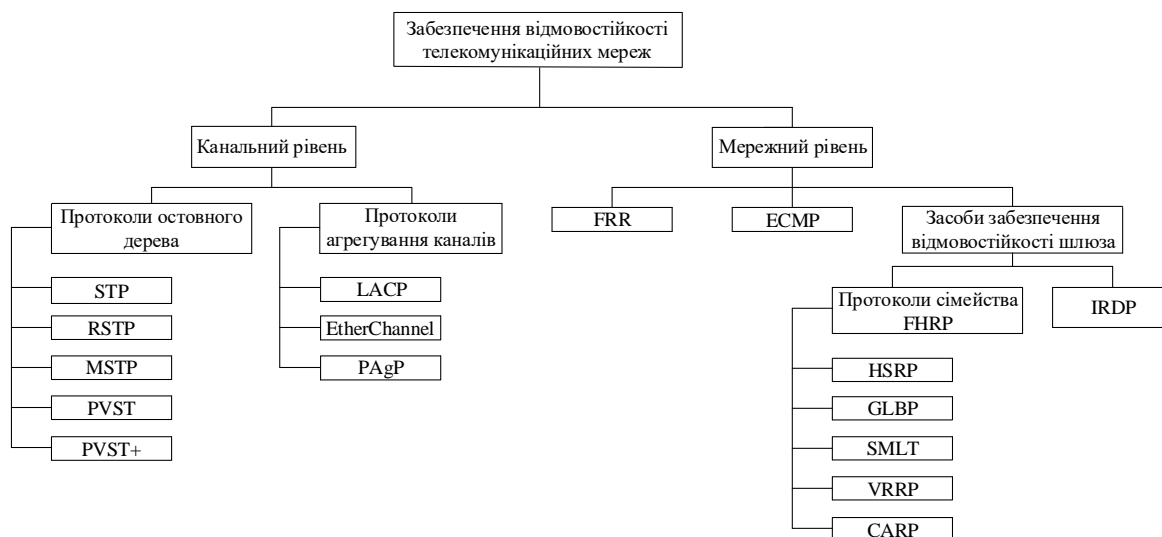 Забезпечення відмовостійкості
телекомунікаційних мереж
Канальний рівень
Мережний рівень
Протоколи остовного
дерева
Протоколи
агрегування каналів
FRR
ECMP
Засоби забезпечення
відмовостійкості шлюза
STP
RSTP
MSTP
PVST
PVST+
LACP
EtherChannel
PAgP
Протоколи сімейства
FHRP
IRDP
HSRP
GLBP
SMLT
VRRP
CARP